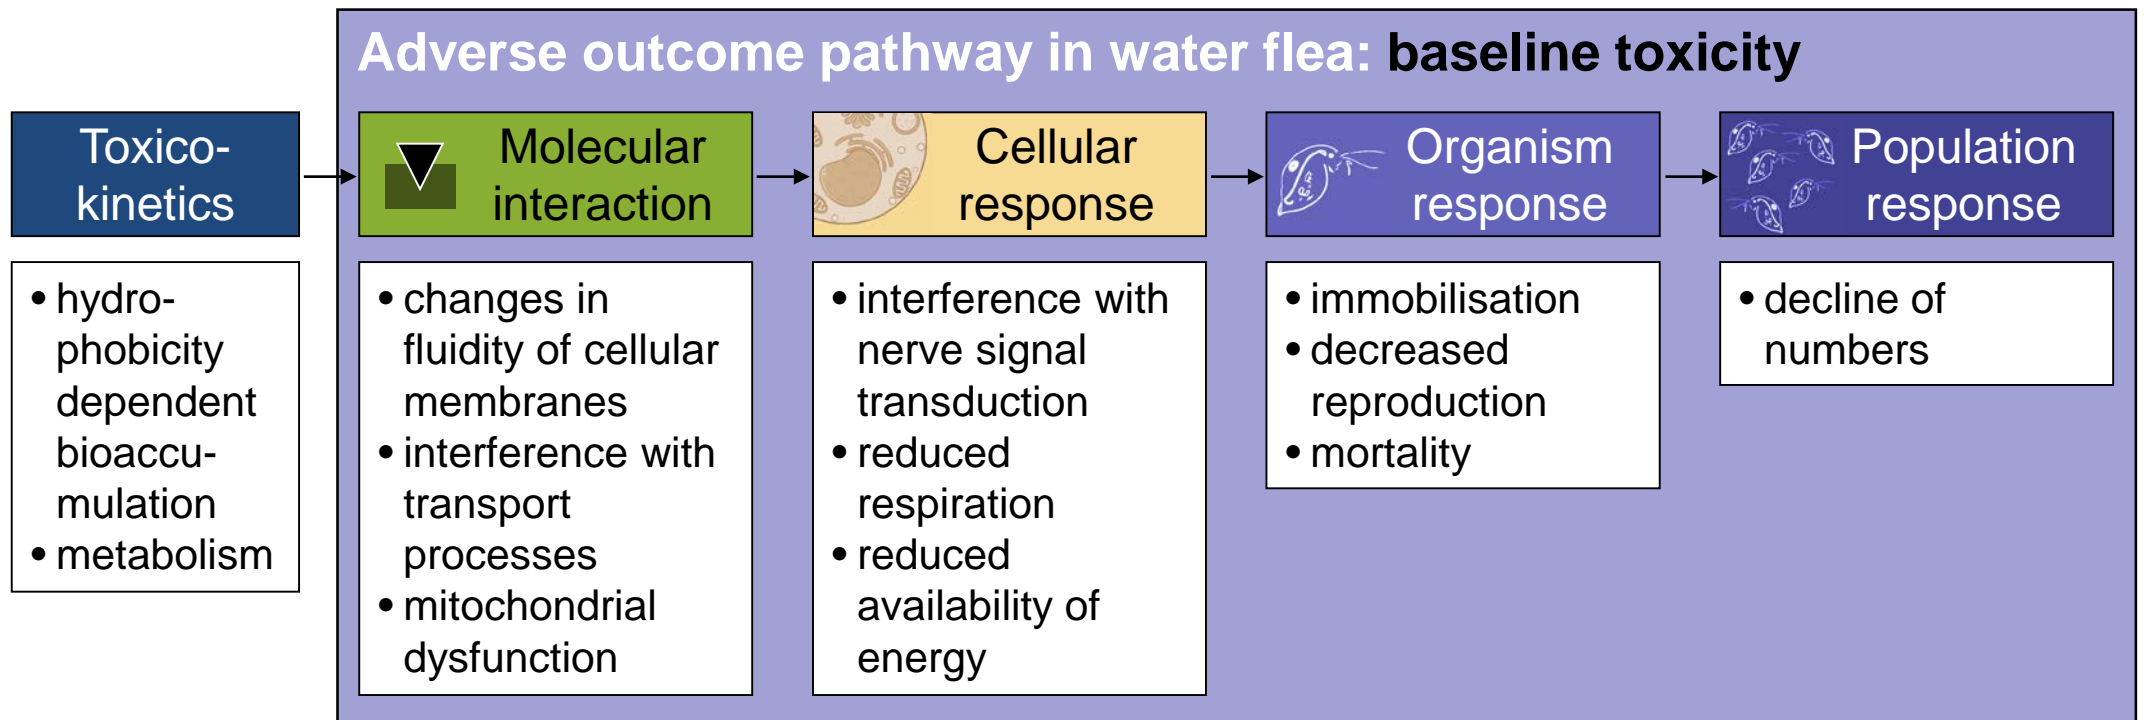 Adverse outcome pathway in water flea: baseline toxicity
Toxico-
kinetics
Molecular
interaction
Cellular
response
Organism
response
Population
response
• hydro-
phobicity
dependent
bioaccu-
mulation
• metabolism
• changes in
fluidity of cellular
membranes
• interference with
transport
processes
• mitochondrial
dysfunction
• interference with
nerve signal
transduction
• reduced
respiration
• reduced
availability of
energy
• immobilisation
• decreased
reproduction
• mortality
• decline of
numbers